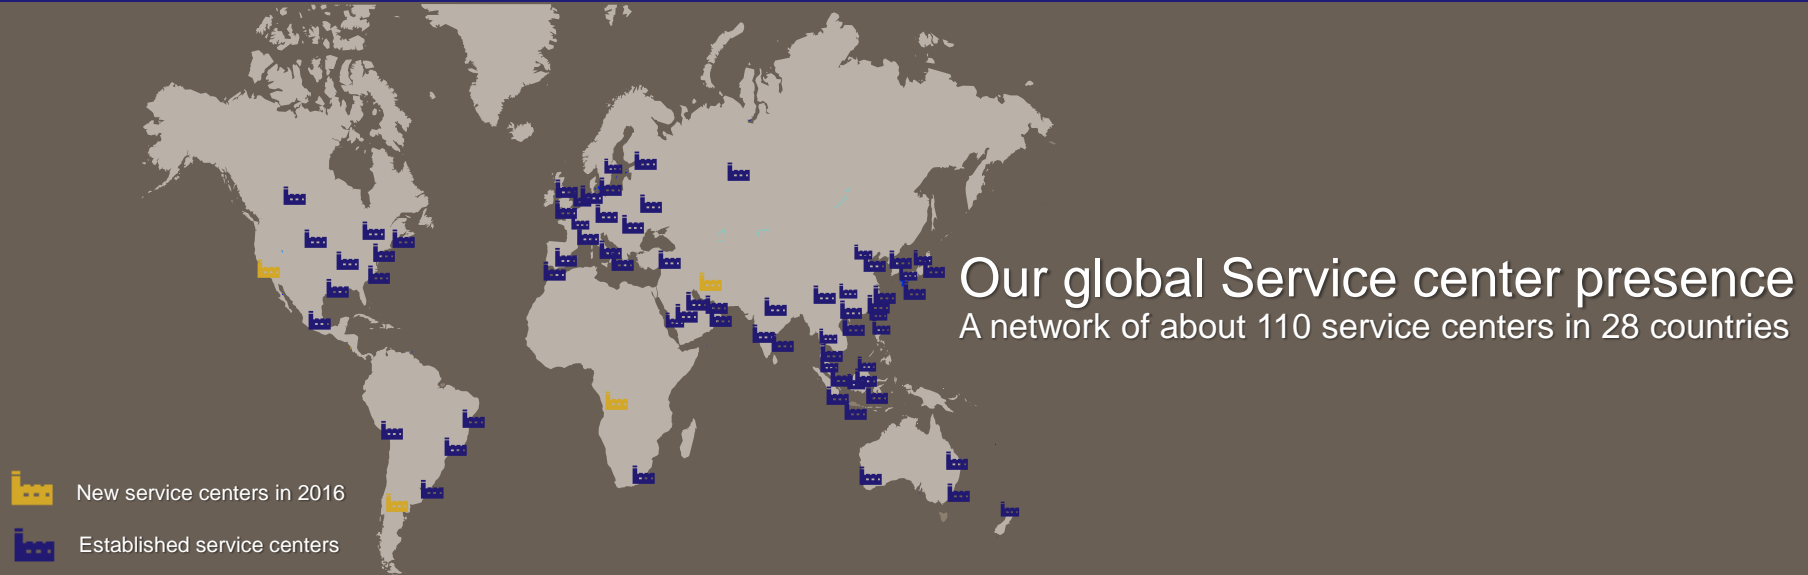 Our global Service center presence
A network of about 110 service centers in 28 countries
New service centers in 2016
Established service centers